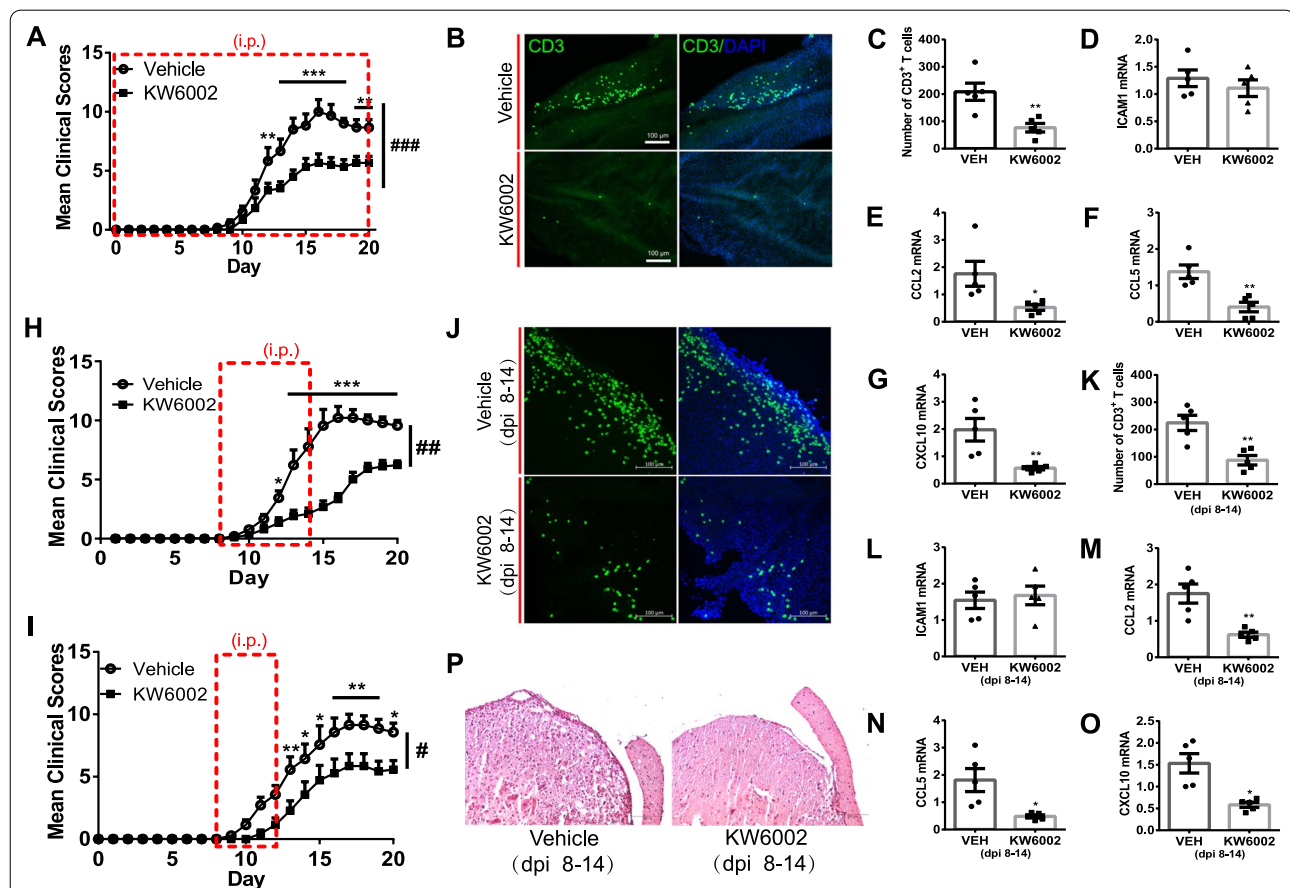 A
(i.p.)
Vehicle
KW6002
***
**
**
###
Mean Clinical Scores
15
10
5
0
0 5 10 15 20
Day
B
CD3
CD3/DAPI
Vehicle
KW6002
100 µm
100 µm
C
Number of CD3+ T cells
400
300
200
100
0
**
VEH KW6002
D
ICAM1 mRNA
2.0
1.5
1.0
0.5
0.0
VEH KW6002
E
CCL2 mRNA
4
3
2
1
0
*
VEH KW6002
F
CCL5 mRNA
3
2
1
0
**
VEH KW6002
H
(i.p.)
Vehicle
KW6002
***
*
##
Mean Clinical Scores
15
10
5
0
0 5 10 15 20
Day
J
Vehicle
(dpi 8-14)
KW6002
(dpi 8-14)
100 µm
100 µm
100 µm
100 µm
G
CXCL10 mRNA
4
3
2
1
0
**
VEH KW6002
K
Number of CD3+ T cells
400
300
200
100
0
**
VEH KW6002
(dpi 8-14)
I
(i.p.)
Vehicle
KW6002
**
*
*
**
*
#
Mean Clinical Scores
15
10
5
0
0 5 10 15 20
Day
P
Vehicle
(dpi 8-14)
KW6002
(dpi 8-14)
L
ICAM1 mRNA
3
2
1
0
VEH KW6002
(dpi 8-14)
M
CCL2 mRNA
3
2
1
0
**
VEH KW6002
(dpi 8-14)
N
CCL5 mRNA
4
3
2
1
0
*
VEH KW6002
(dpi 8-14)
O
CXCL10 mRNA
2.5
2.0
1.5
1.0
0.5
0.0
*
VEH KW6002
(dpi 8-14)